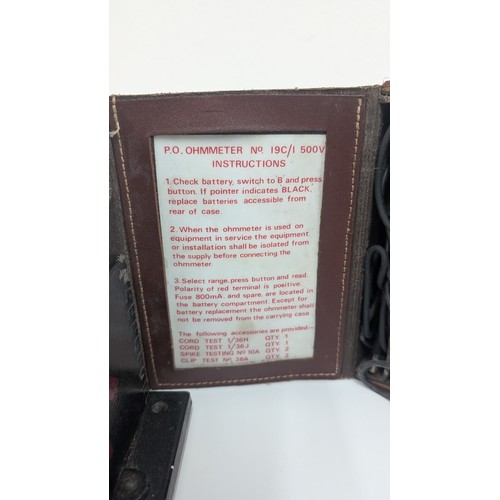 P.O. OHMMETER Nº 19C/1 500V
INSTRUCTIONS
1. Check battery, switch to B and press
button. If pointer indicates BLACK,
replace batteries accessible from
rear of case.
2. When the ohmmeter is used on
equipment in service the equipment
or installation shall be isolated from
the supply before connecting the
ohmmeter.
3. Select range, press button and read.
Polarity of red terminal is positive.
Fuse 800mA. and spare, are located in
the battery compartment. Except for
battery replacement the ohmmeter shall
not be removed from the carrying case
The following accessories are provided:-
CORD TEST 1/36H QTY 1
CORD TEST 1/36J QTY 1
SPIKE TESTING Nº 10A QTY 2
CLIP TEST Nº 38A QTY 2